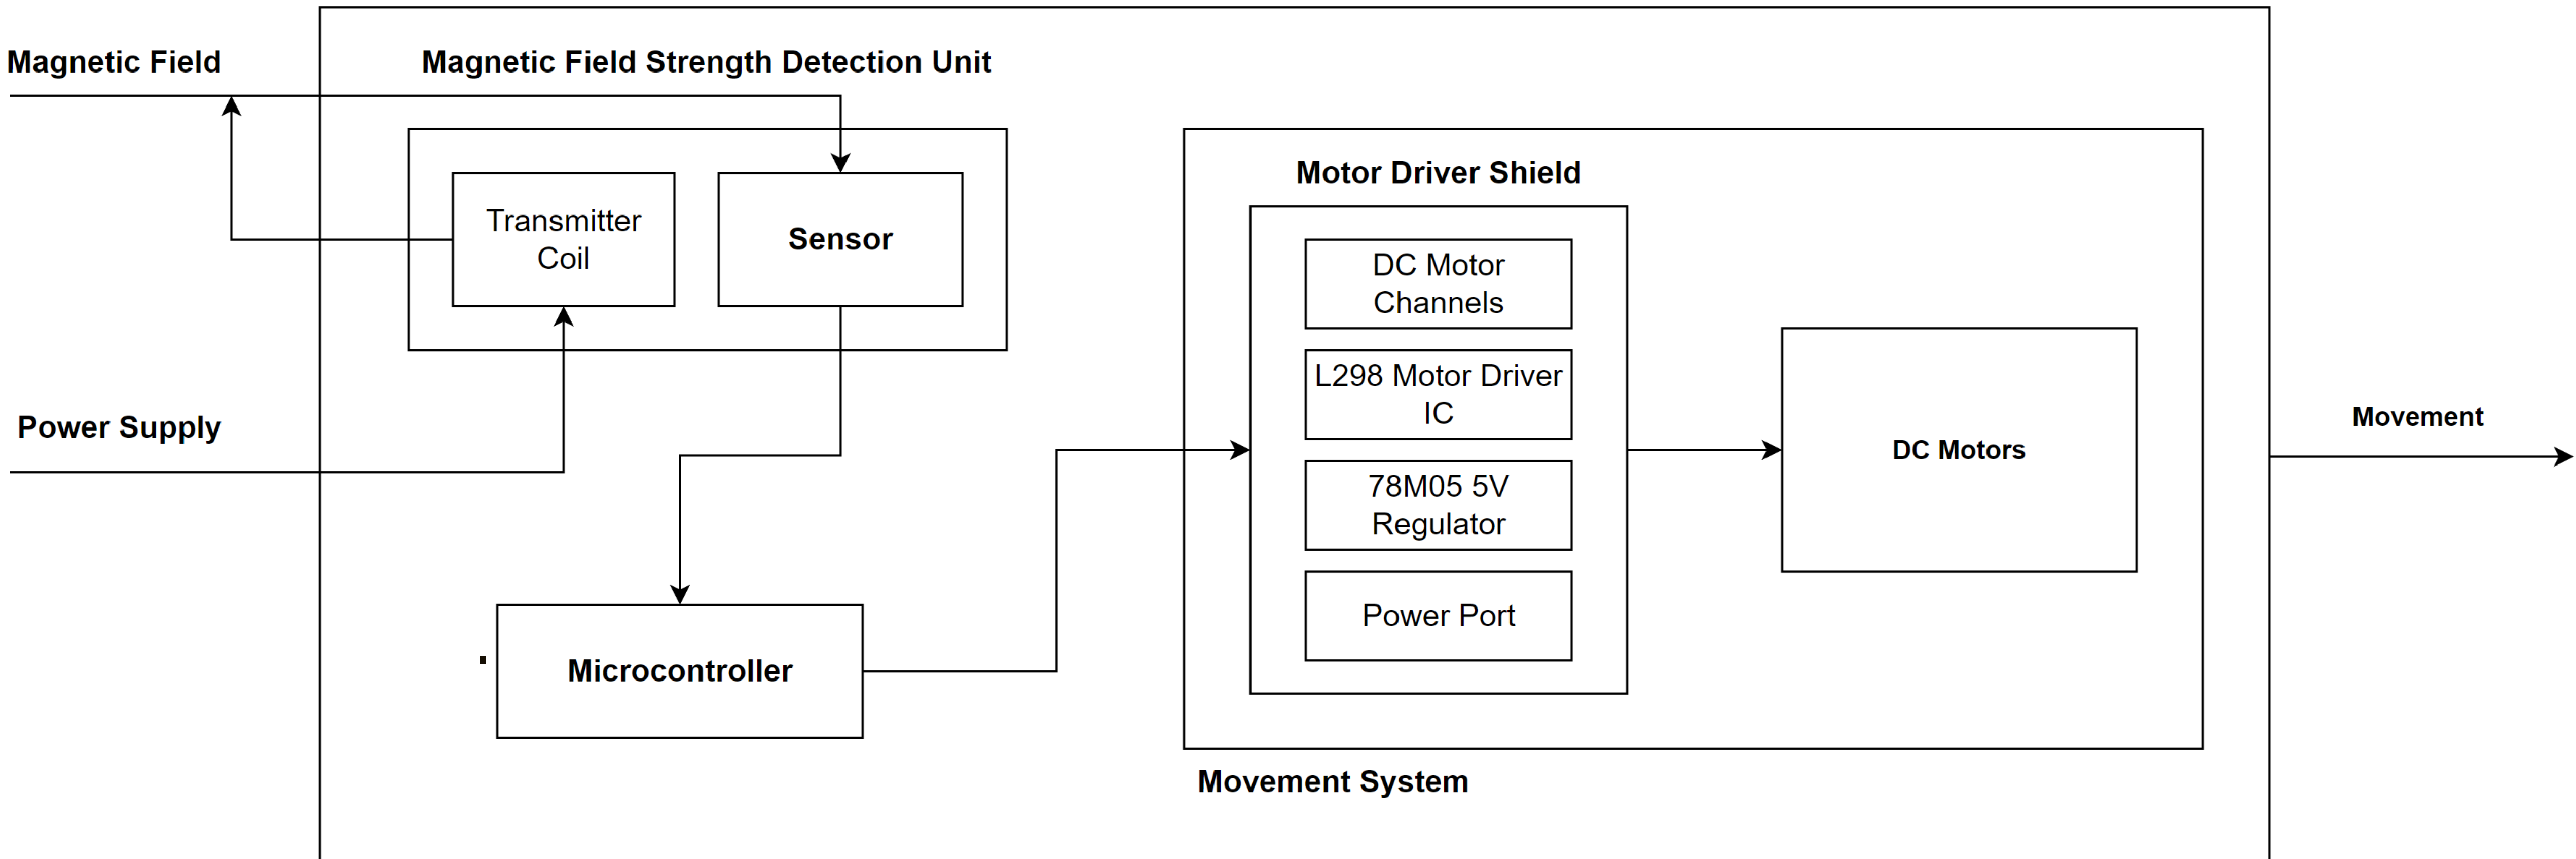 Magnetic Field
Magnetic Field Strength Detection Unit
Transmitter
Coil
Sensor
Power Supply
Microcontroller
Motor Driver Shield
DC Motor
Channels
L298 Motor Driver
IC
78M05 5V
Regulator
Power Port
DC Motors
Movement System
Movement